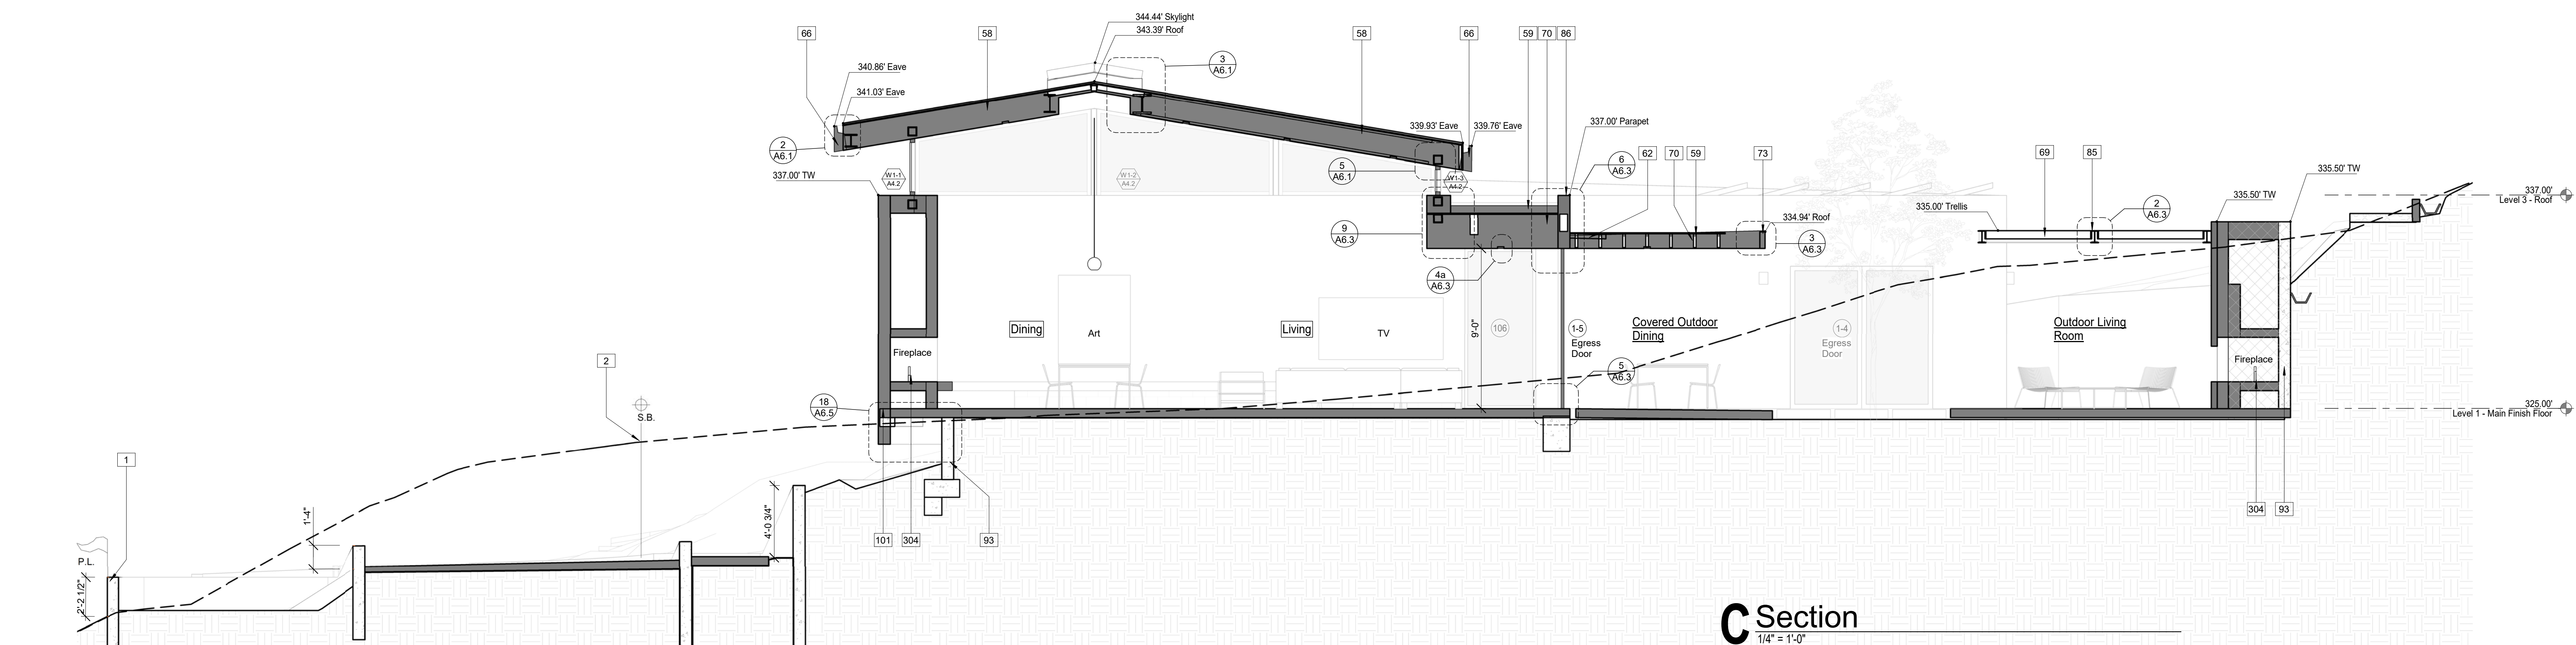 344.44' Skylight
343.39' Roof
66
58
58
66
59
70
86
3
A6.1
340.86' Eave
341.03' Eave
339.93' Eave
339.76' Eave
337.00' Parapet
2
A6.1
5
A6.1
6
A6.3
62
70
59
73
69
85
337.00' TW
W1-1
A4.2
W1-2
A4.2
W1-3
A4.2
335.50' TW
335.50' TW
337.00'
Level 3 - Roof
335.00' Trellis
2
A6.3
334.94' Roof
9
A6.3
3
A6.3
4a
A6.3
Dining
Art
Living
TV
9'-0"
106
1-5
Egress
Door
Covered Outdoor
Dining
1-4
Egress
Door
Outdoor Living
Room
Fireplace
Fireplace
2
5
A6.3
18
A6.5
S.B.
325.00'
Level 1 - Main Finish Floor
1
1'-4"
4'-0 3/4"
101
304
93
304
93
P.L.
2'-2 1/2"
C Section
1/4" = 1'-0"